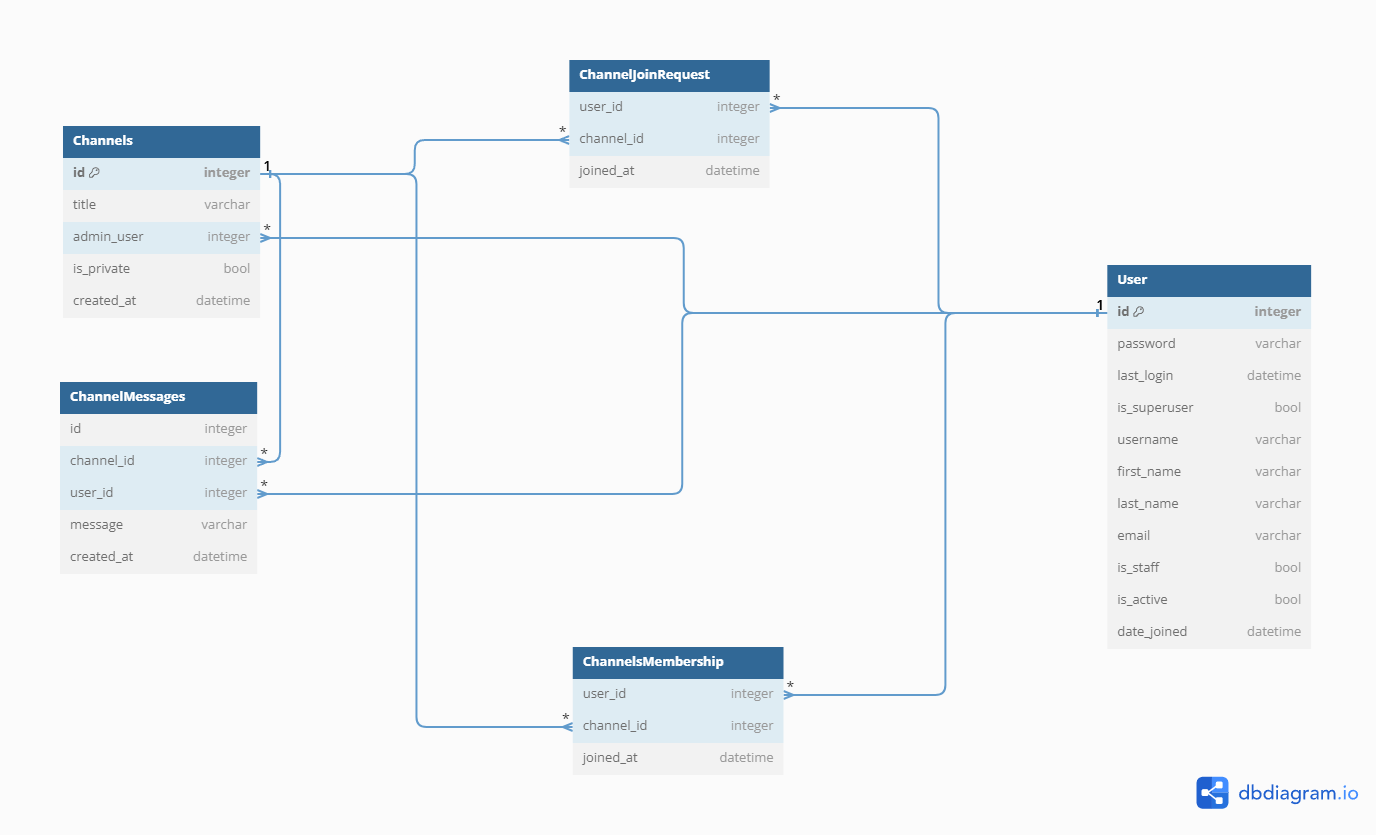 ChannelJoinRequest
user_id integer
channel_id integer
joined_at datetime
*
*
Channels
id integer
title varchar
admin_user integer
is_private bool
created_at datetime
1
*
User
id integer
password varchar
last_login datetime
is_superuser bool
username varchar
first_name varchar
last_name varchar
email varchar
is_staff bool
is_active bool
date_joined datetime
1
ChannelMessages
id integer
channel_id integer
user_id integer
message varchar
created_at datetime
*
*
ChannelsMembership
user_id integer
channel_id integer
joined_at datetime
*
*
dbdiagram.io